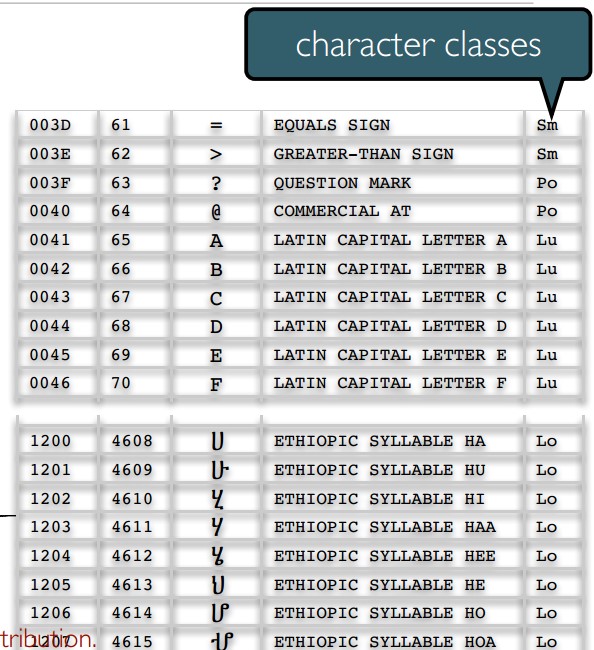 character classes
003D 61 = EQUALS SIGN Sm
003E 62 > GREATER-THAN SIGN Sm
003F 63 ? QUESTION MARK Po
0040 64 @ COMMERCIAL AT Po
0041 65 A LATIN CAPITAL LETTER A Lu
0042 66 B LATIN CAPITAL LETTER B Lu
0043 67 C LATIN CAPITAL LETTER C Lu
0044 68 D LATIN CAPITAL LETTER D Lu
0045 69 E LATIN CAPITAL LETTER E Lu
0046 70 F LATIN CAPITAL LETTER F Lu
1200 4608 ሀ ETHIOPIC SYLLABLE HA Lo
1201 4609 ሁ ETHIOPIC SYLLABLE HU Lo
1202 4610 ሂ ETHIOPIC SYLLABLE HI Lo
1203 4611 ሃ ETHIOPIC SYLLABLE HAA Lo
1204 4612 ሄ ETHIOPIC SYLLABLE HEE Lo
1205 4613 ህ ETHIOPIC SYLLABLE HE Lo
1206 4614 ሆ ETHIOPIC SYLLABLE HO Lo
tribution.
1207 4615 ሇ ETHIOPIC SYLLABLE HOA Lo